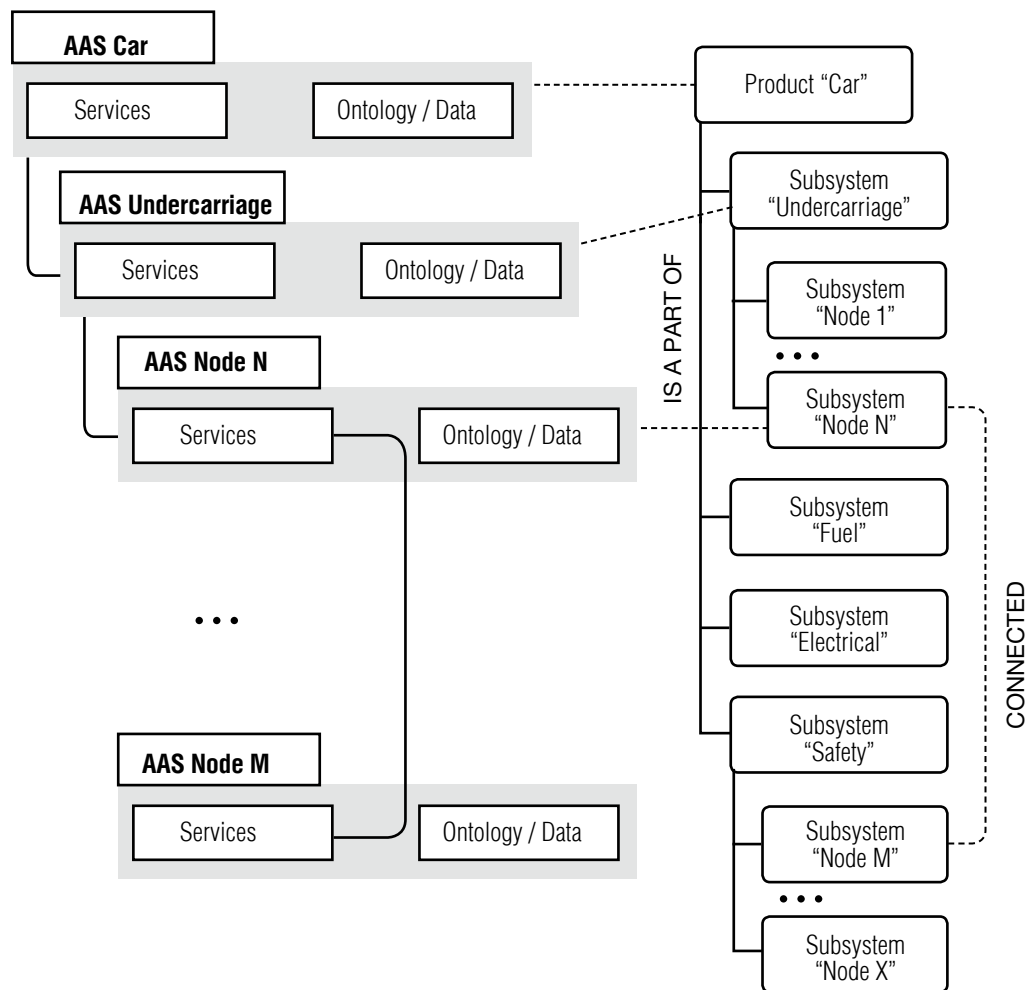 AAS Car
Services
Ontology / Data
AAS Undercarriage
Services
Ontology / Data
AAS Node N
Services
Ontology / Data
...
AAS Node M
Services
Ontology / Data
Product “Car”
IS A PART OF
Subsystem
“Undercarriage”
Subsystem
“Node 1”
...
Subsystem
“Node N”
Subsystem
“Fuel”
Subsystem
“Electrical”
Subsystem
“Safety”
Subsystem
“Node M”
...
Subsystem
“Node X”
CONNECTED